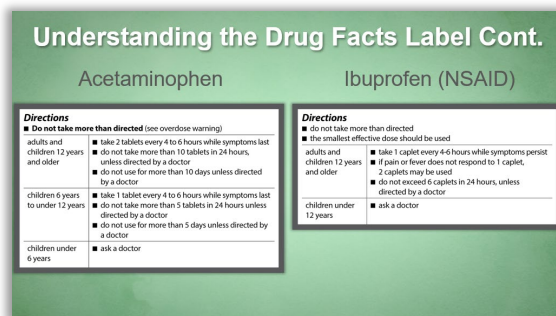 Understanding the Drug Facts Label Cont.
Acetaminophen
Directions
■ Do not take more than directed (see overdose warning)
adults and
children 12 years
and older
■ take 2 tablets every 4 to 6 hours while symptoms last
■ do not take more than 10 tablets in 24 hours,
unless directed by a doctor
■ do not use for more than 10 days unless directed
by a doctor
children 6 years
to under 12 years
■ take 1 tablet every 4 to 6 hours while symptoms last
■ do not take more than 5 tablets in 24 hours unless
directed by a doctor
■ do not use for more than 5 days unless directed by
a doctor
children under
6 years
■ ask a doctor
Ibuprofen (NSAID)
Directions
■ do not take more than directed
■ the smallest effective dose should be used
adults and
children 12 years
and older
■ take 1 caplet every 4-6 hours while symptoms persist
■ if pain or fever does not respond to 1 caplet,
2 caplets may be used
■ do not exceed 6 caplets in 24 hours, unless
directed by a doctor
children under
12 years
■ ask a doctor